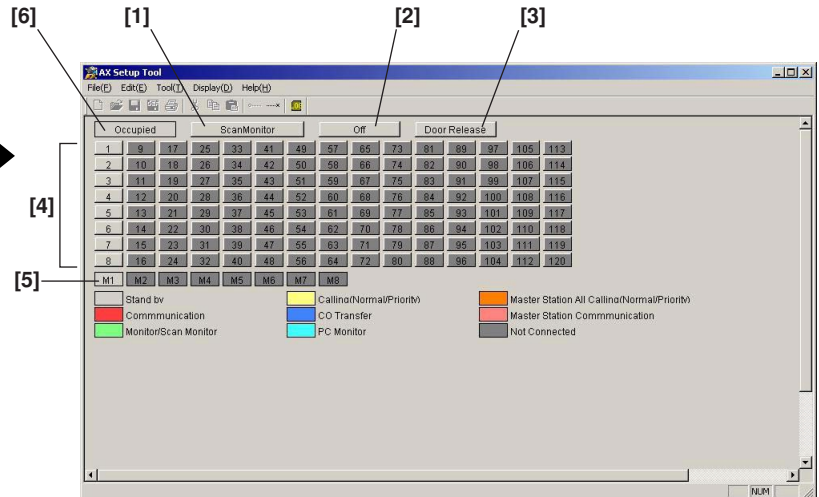 [6] [1] [2] [3]
AX Setup Tool
File(F) Edit(E) Tool(T) Display(D) Help(H)
Occupied ScanMonitor Off Door Release
1 9 17 25 33 41 49 57 65 73 81 89 97 105 113
2 10 18 26 34 42 50 58 66 74 82 90 98 106 114
3 11 19 27 35 43 51 59 67 75 83 91 99 107 115
4 12 20 28 36 44 52 60 68 76 84 92 100 108 116
[4]
5 13 21 29 37 45 53 61 69 77 85 93 101 109 117
6 14 22 30 38 46 54 62 70 78 86 94 102 110 118
7 15 23 31 39 47 55 63 71 79 87 95 103 111 119
8 16 24 32 40 48 56 64 72 80 88 96 104 112 120
[5] M1 M2 M3 M4 M5 M6 M7 M8
Stand by Calling(Normal/Priority) Master Station All Calling(Normal/Priority)
Commmunication CO Transfer Master Station Commmunication
Monitor/Scan Monitor PC Monitor Not Connected
NUM